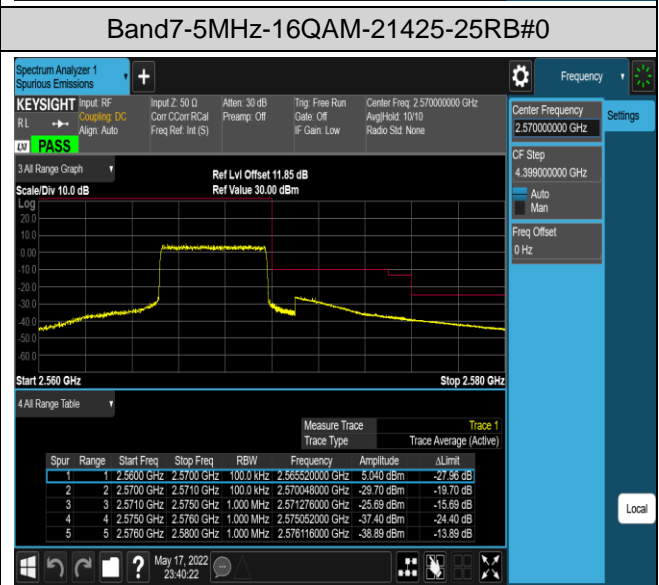 Band7-5MHz-16QAM-21425-25RB#0
Spectrum Analyzer 1
Spurious Emissions
Frequency
KEYSIGHT Input: RF Input Z: 50 Ω Atten: 30 dB Trig: Free Run Center Freq: 2.570000000 GHz
RL Coupling: DC Corr CCorr RCal Preamp: Off Gate: Off Avg|Hold: 10/10
Align: Auto Freq Ref: Int (S) IF Gain: Low Radio Std: None
LXI PASS
Center Frequency
2.570000000 GHz
Settings
CF Step
4.399000000 GHz
Auto
Man
Freq Offset
0 Hz
3 All Range Graph
Ref Lvl Offset 11.85 dB
Scale/Div 10.0 dB Ref Value 30.00 dBm
Log
20.0
10.0
0.00
-10.0
-20.0
-30.0
-40.0
-50.0
-60.0
Start 2.560 GHz Stop 2.580 GHz
4 All Range Table
Measure Trace Trace 1
Trace Type Trace Average (Active)
Spur Range Start Freq Stop Freq RBW Frequency Amplitude ΔLimit
1 1 2.5600 GHz 2.5700 GHz 100.0 kHz 2.565520000 GHz 5.040 dBm -27.96 dB
2 2 2.5700 GHz 2.5710 GHz 100.0 kHz 2.570048000 GHz -29.70 dBm -19.70 dB
3 3 2.5710 GHz 2.5750 GHz 1.000 MHz 2.571276000 GHz -25.69 dBm -15.69 dB
4 4 2.5750 GHz 2.5760 GHz 1.000 MHz 2.575052000 GHz -37.40 dBm -24.40 dB
5 5 2.5760 GHz 2.5800 GHz 1.000 MHz 2.576116000 GHz -38.89 dBm -13.89 dB
Local
May 17, 2022
23:40:22